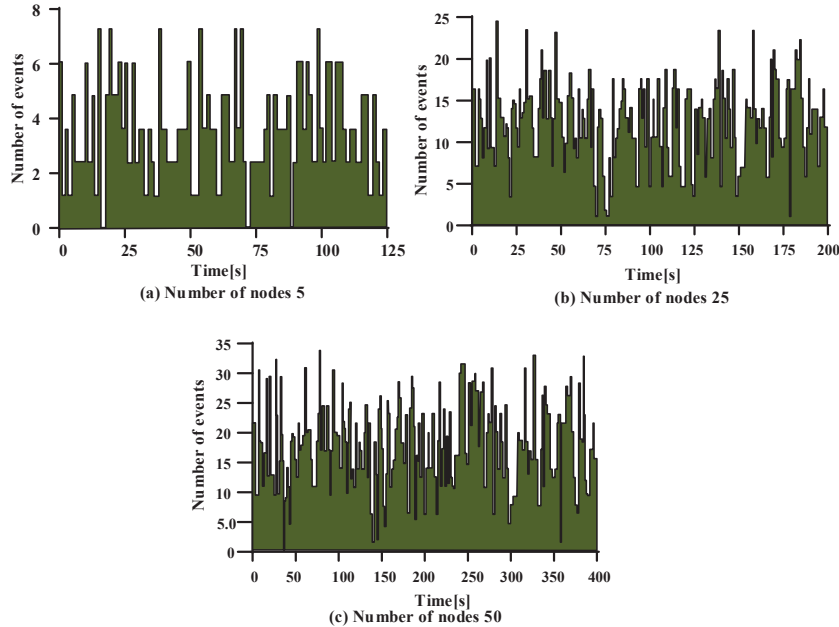 8
6
4
2
0
Number of events
0 25 50 75 100 125
Time[s]
(a) Number of nodes 5
25
20
15
10
5
0
Number of events
0 25 50 75 100 125 150 175 200
Time[s]
(b) Number of nodes 25
35
30
25
20
15
10
5.0
0
Number of events
0 50 100 150 200 250 300 350 400
Time[s]
(c) Number of nodes 50